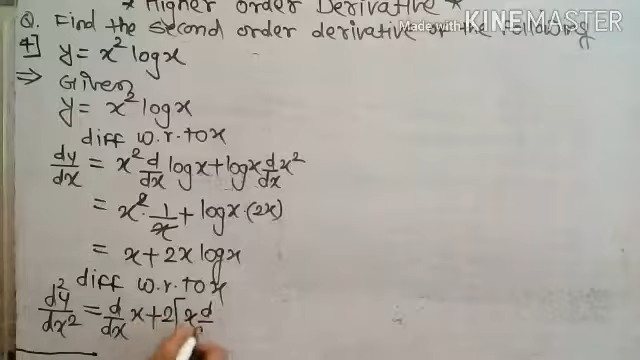 * Higher Order Derivative *
Made with KINEMASTER
Q. Find the second order derivative of the following
4] y = x² log x
⇒ Given
y = x² log x
diff w.r.to x
dy/dx = x² d/dx log x + log x d/dx x²
= x² · 1/x + log x · (2x)
= x + 2x log x
diff w.r.to x
d²y/dx² = d/dx x + 2[x d